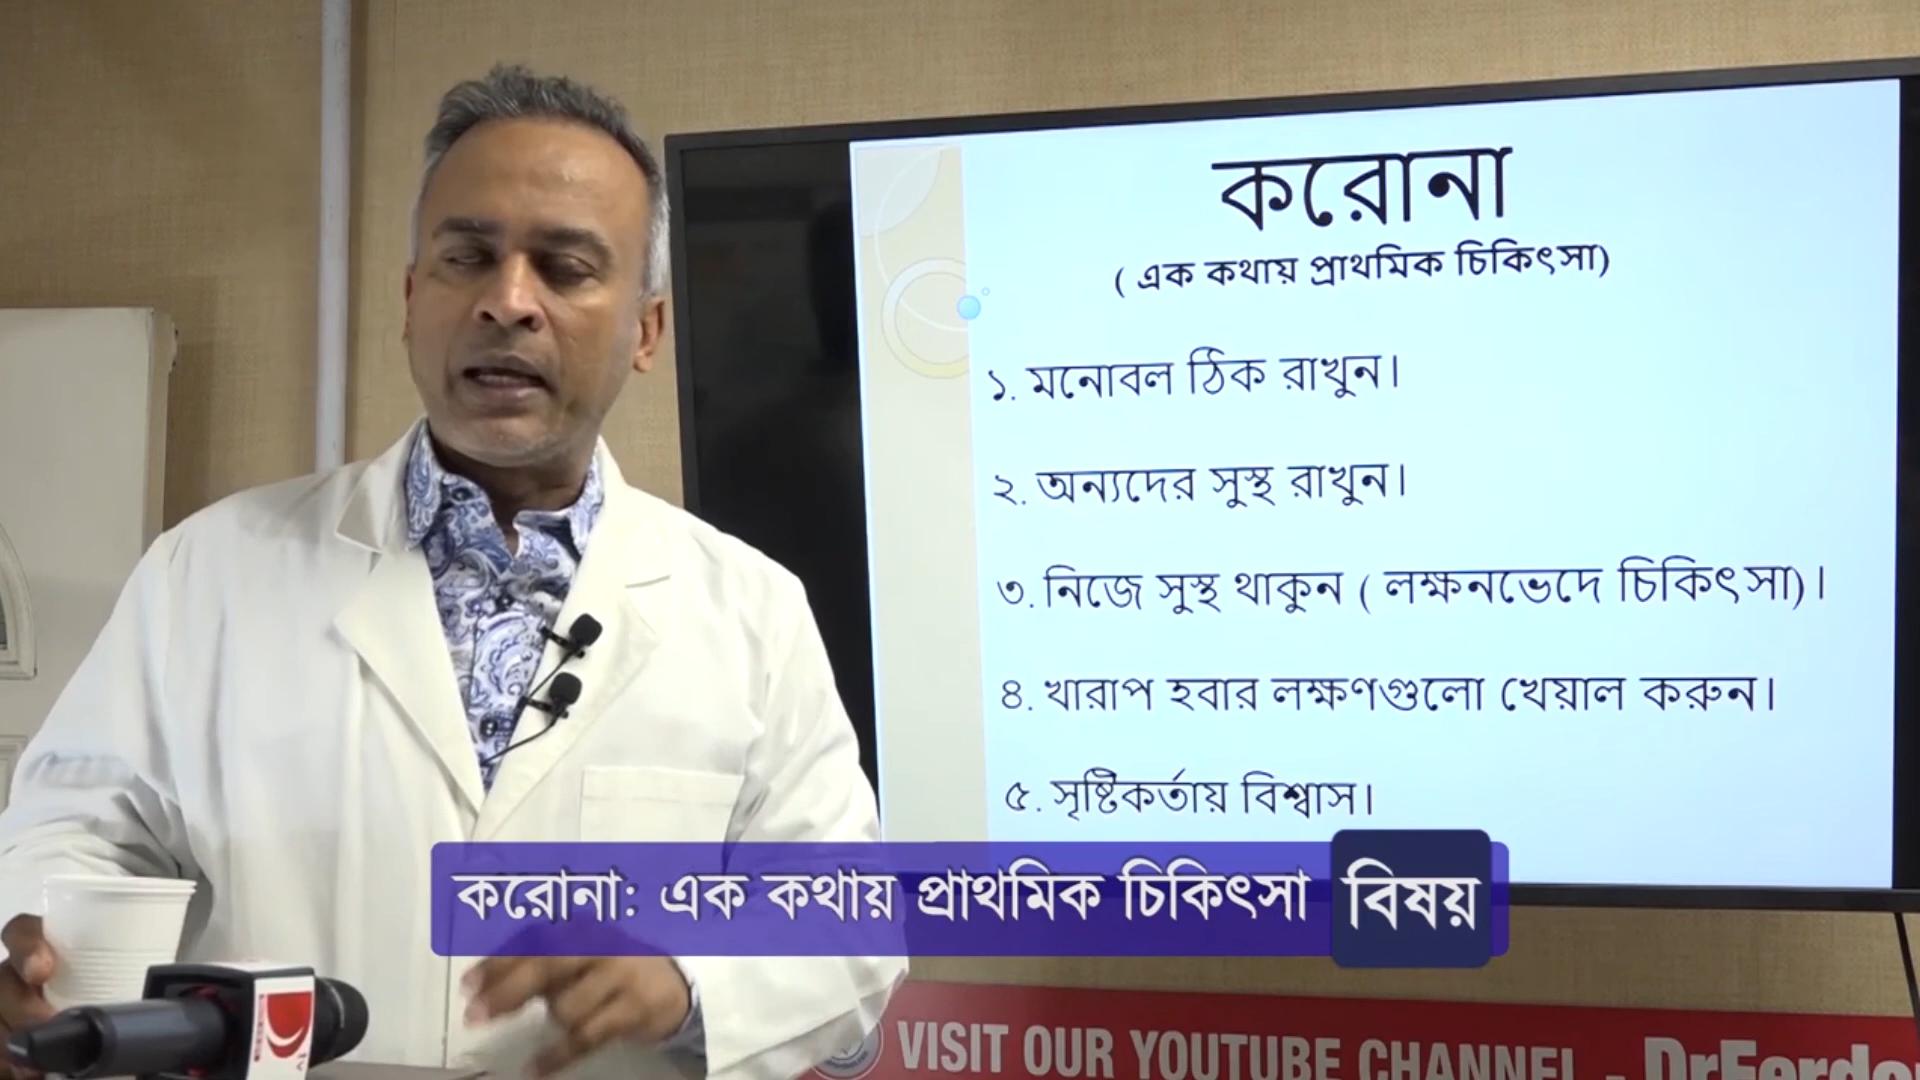 করোনা
( এক কথায় প্রাথমিক চিকিৎসা)
১. মনোবল ঠিক রাখুন।
২. অন্যদের সুস্থ রাখুন।
৩. নিজে সুস্থ থাকুন ( লক্ষনভেদে চিকিৎসা)।
৪. খারাপ হবার লক্ষণগুলো খেয়াল করুন।
৫. সৃষ্টিকর্তায় বিশ্বাস।
করোনা: এক কথায় প্রাথমিক চিকিৎসা বিষয়
VISIT OUR YOUTUBE CHANNEL -